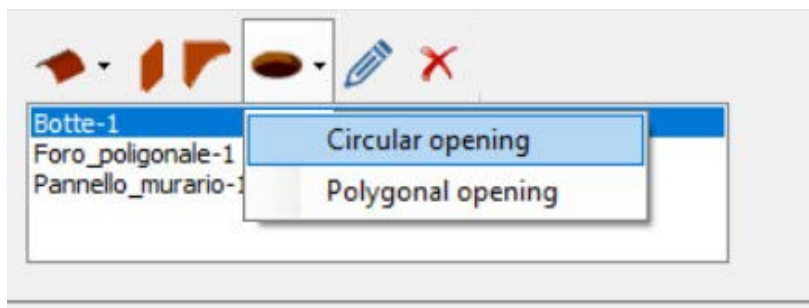 Botte-1
Circular opening
Foro_poligonale-1
Pannello_murario-1
Polygonal opening